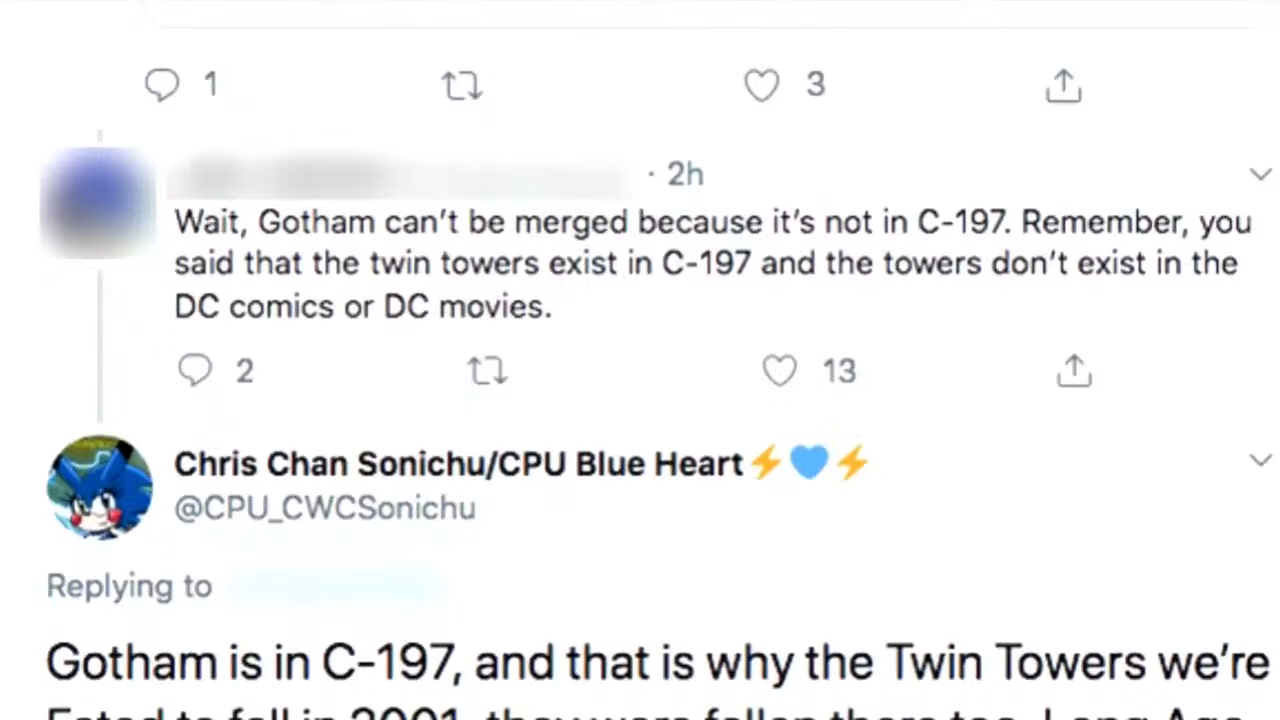 1 3
· 2h
Wait, Gotham can't be merged because it's not in C-197. Remember, you
said that the twin towers exist in C-197 and the towers don't exist in the
DC comics or DC movies.
2 13
Chris Chan Sonichu/CPU Blue Heart⚡💙⚡
@CPU_CWCSonichu
Replying to
Gotham is in C-197, and that is why the Twin Towers we're
Fated to fall in 2001, they were fallen there too. Long Ago